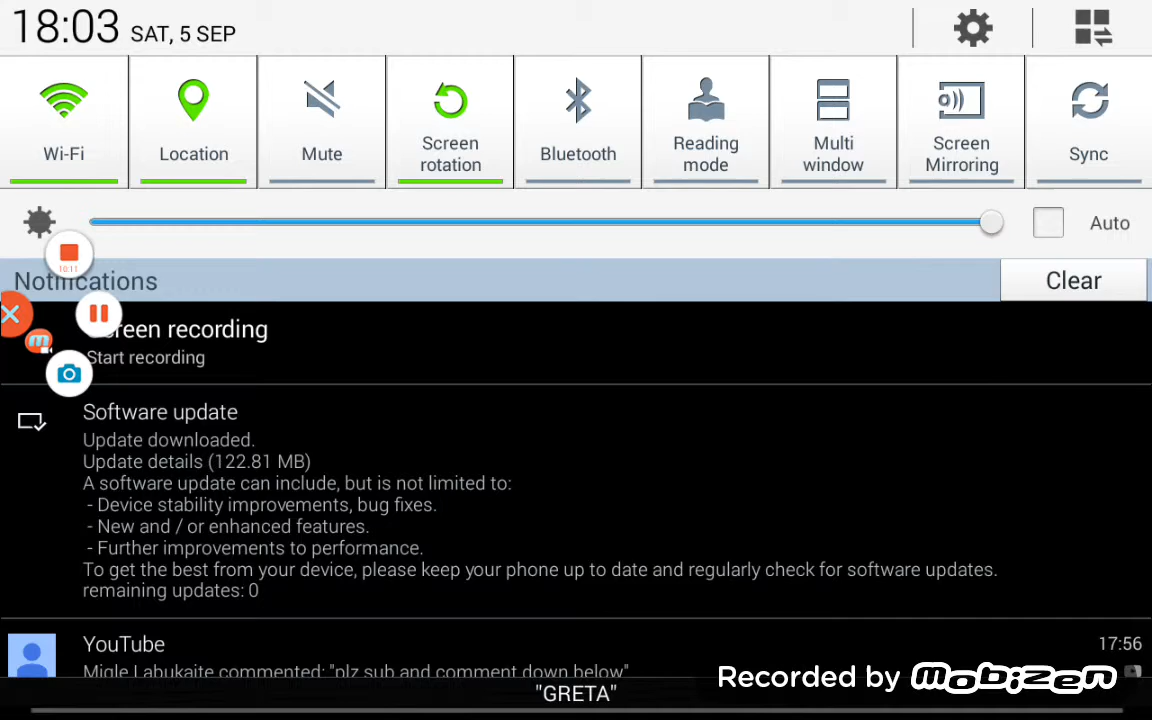 18:03 SAT, 5 SEP
Wi-Fi
Location
Mute
Screen
rotation
Bluetooth
Reading
mode
Multi
window
Screen
Mirroring
Sync
Auto
10:11
Notifications
Clear
Screen recording
Start recording
Software update
Update downloaded.
Update details (122.81 MB)
A software update can include, but is not limited to:
- Device stability improvements, bug fixes.
- New and / or enhanced features.
- Further improvements to performance.
To get the best from your device, please keep your phone up to date and regularly check for software updates.
remaining updates: 0
YouTube
17:56
Migle Labukaite commented: "plz sub and comment down below"
Recorded by mobizen
"GRETA"